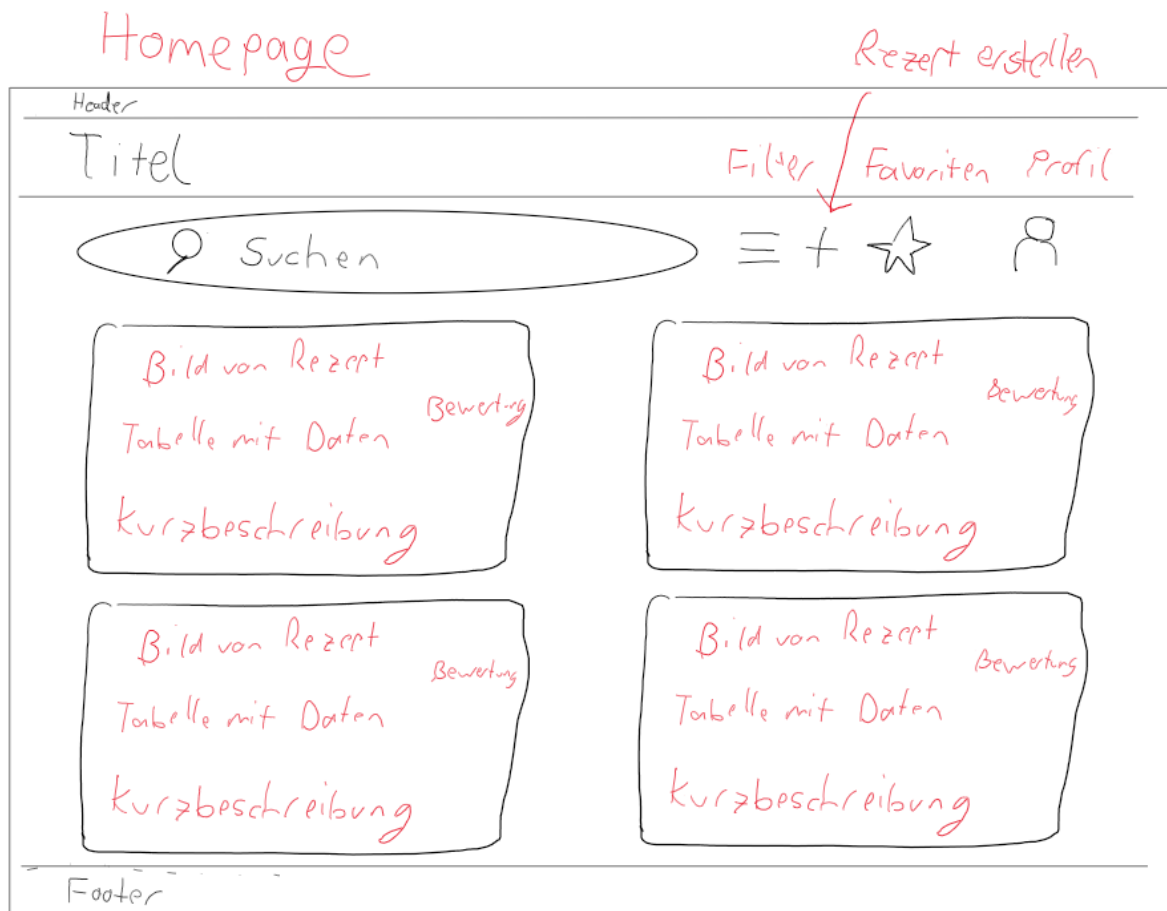 Homepage
Rezept erstellen
Header
Titel
Filter Favoriten Profil
Suchen
Bild von Rezept
Bewertung
Tabelle mit Daten
Kurzbeschreibung
Bild von Rezept
Bewertung
Tabelle mit Daten
Kurzbeschreibung
Bild von Rezept
Bewertung
Tabelle mit Daten
Kurzbeschreibung
Bild von Rezept
Bewertung
Tabelle mit Daten
Kurzbeschreibung
Footer